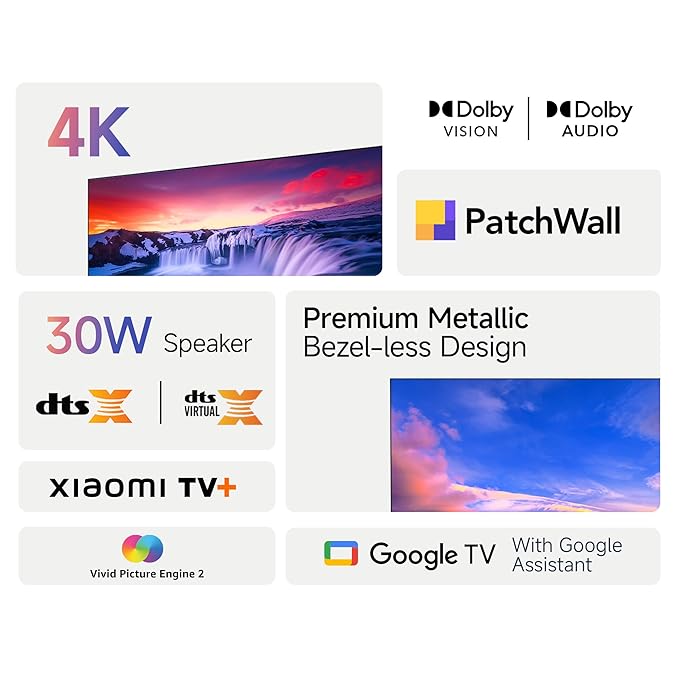 4K
Dolby
VISION
Dolby
AUDIO
PatchWall
30W Speaker
dts X
dts
VIRTUAL X
Premium Metallic
Bezel-less Design
xiaomi TV+
Vivid Picture Engine 2
Google TV
With Google
Assistant